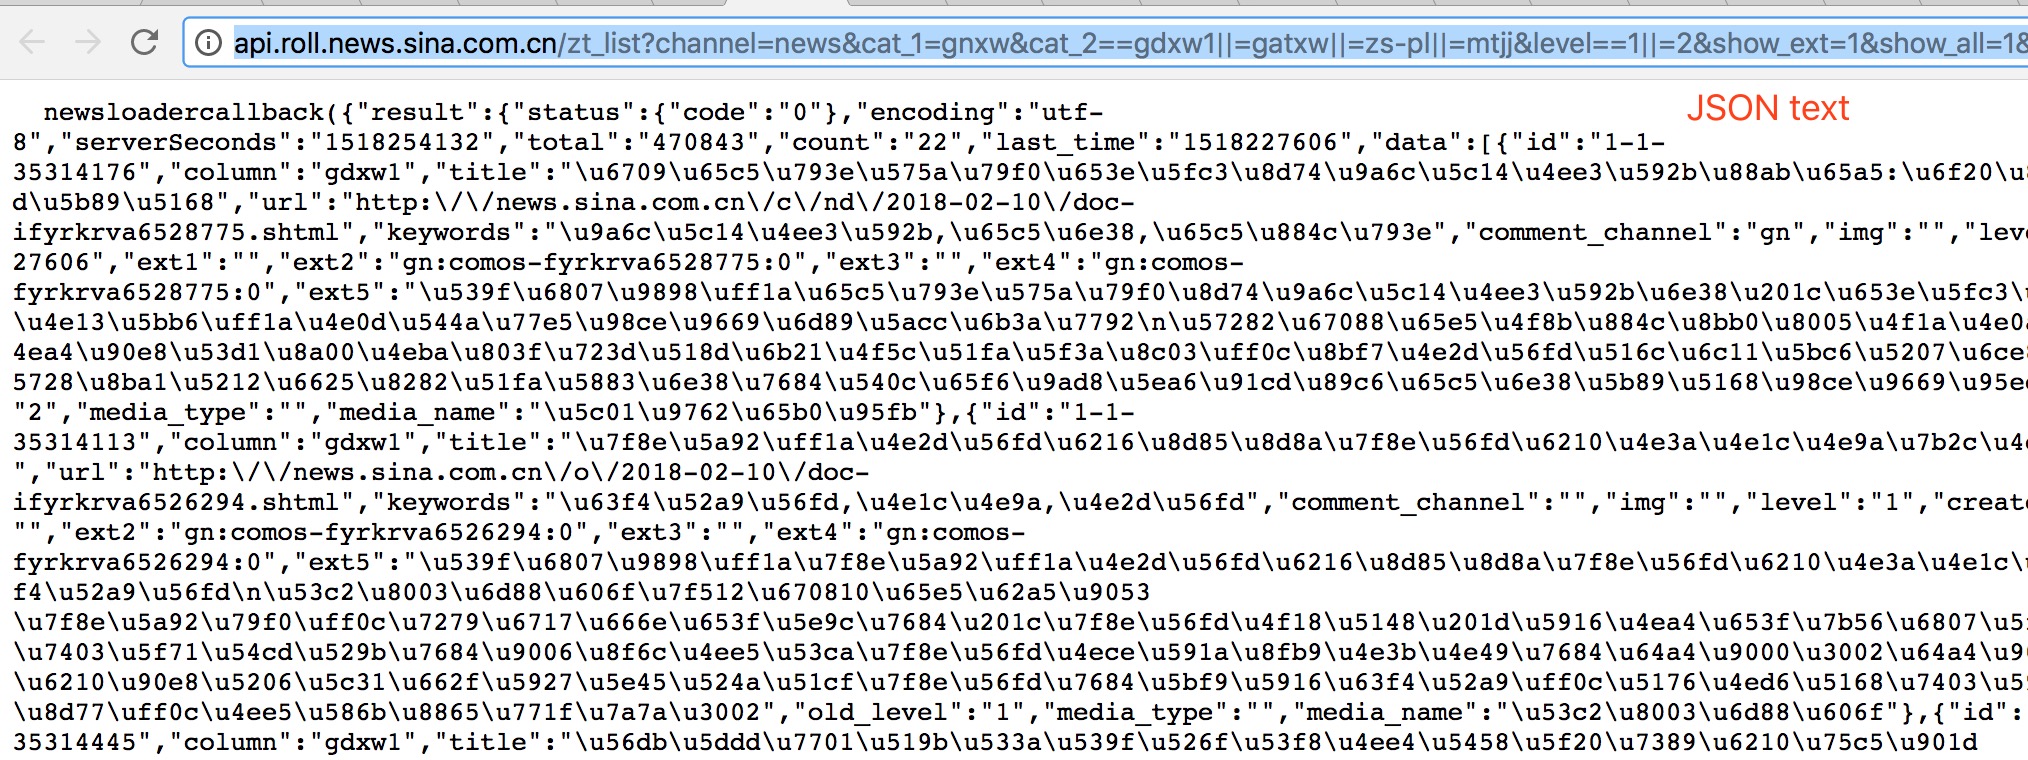 api.roll.news.sina.com.cn/zt_list?channel=news&cat_1=gnxw&cat_2==gdxw1||=gatxw||=zs-pl||=mtjj&level==1||=2&show_ext=1&show_all=1&
JSON text
newsloadercallback({"result":{"status":{"code":"0"},"encoding":"utf-
8","serverSeconds":"1518254132","total":"470843","count":"22","last_time":"1518227606","data":[{"id":"1-1-
35314176","column":"gdxw1","title":"\u6709\u65c5\u793e\u575a\u79f0\u653e\u5fc3\u8d74\u9a6c\u5c14\u4ee3\u592b\u88ab\u65a5:\u6f20\u
d\u5b89\u5168","url":"http:\/\/news.sina.com.cn\/c\/nd\/2018-02-10\/doc-
ifyrkrva6528775.shtml","keywords":"\u9a6c\u5c14\u4ee3\u592b,\u65c5\u6e38,\u65c5\u884c\u793e","comment_channel":"gn","img":"","lev
27606","ext1":"","ext2":"gn:comos-fyrkrva6528775:0","ext3":"","ext4":"gn:comos-
fyrkrva6528775:0","ext5":"\u539f\u6807\u9898\uff1a\u65c5\u793e\u575a\u79f0\u8d74\u9a6c\u5c14\u4ee3\u592b\u6e38\u201c\u653e\u5fc3\
\u4e13\u5bb6\uff1a\u4e0d\u544a\u77e5\u98ce\u9669\u6d89\u5acc\u6b3a\u7792\n\u57282\u67088\u65e5\u4f8b\u884c\u8bb0\u8005\u4f1a\u4e0
4ea4\u90e8\u53d1\u8a00\u4eba\u803f\u723d\u518d\u6b21\u4f5c\u51fa\u5f3a\u8c03\uff0c\u8bf7\u4e2d\u56fd\u516c\u6c11\u5bc6\u5207\u6ce
5728\u8ba1\u5212\u6625\u8282\u51fa\u5883\u6e38\u7684\u540c\u65f6\u9ad8\u5ea6\u91cd\u89c6\u65c5\u6e38\u5b89\u5168\u98ce\u9669\u95e
"2","media_type":"","media_name":"\u5c01\u9762\u65b0\u95fb"},{"id":"1-1-
35314113","column":"gdxw1","title":"\u7f8e\u5a92\uff1a\u4e2d\u56fd\u6216\u8d85\u8d8a\u7f8e\u56fd\u6210\u4e3a\u4e1c\u4e9a\u7b2c\u4
","url":"http:\/\/news.sina.com.cn\/o\/2018-02-10\/doc-
ifyrkrva6526294.shtml","keywords":"\u63f4\u52a9\u56fd,\u4e1c\u4e9a,\u4e2d\u56fd","comment_channel":"","img":"","level":"1","creat
"","ext2":"gn:comos-fyrkrva6526294:0","ext3":"","ext4":"gn:comos-
fyrkrva6526294:0","ext5":"\u539f\u6807\u9898\uff1a\u7f8e\u5a92\uff1a\u4e2d\u56fd\u6216\u8d85\u8d8a\u7f8e\u56fd\u6210\u4e3a\u4e1c\
f4\u52a9\u56fd\n\u53c2\u8003\u6d88\u606f\u7f512\u670810\u65e5\u62a5\u9053
\u7f8e\u5a92\u79f0\uff0c\u7279\u6717\u666e\u653f\u5e9c\u7684\u201c\u7f8e\u56fd\u4f18\u5148\u201d\u5916\u4ea4\u653f\u7b56\u6807\u5
\u7403\u5f71\u54cd\u529b\u7684\u9006\u8f6c\u4ee5\u53ca\u7f8e\u56fd\u4ece\u591a\u8fb9\u4e3b\u4e49\u7684\u64a4\u9000\u3002\u64a4\u9
\u6210\u90e8\u5206\u5c31\u662f\u5927\u5e45\u524a\u51cf\u7f8e\u56fd\u7684\u5bf9\u5916\u63f4\u52a9\uff0c\u5176\u4ed6\u5168\u7403\u5
\u8d77\uff0c\u4ee5\u586b\u8865\u771f\u7a7a\u3002","old_level":"1","media_type":"","media_name":"\u53c2\u8003\u6d88\u606f"},{"id":
35314445","column":"gdxw1","title":"\u56db\u5ddd\u7701\u519b\u533a\u539f\u526f\u53f8\u4ee4\u5458\u5f20\u7389\u6210\u75c5\u901d